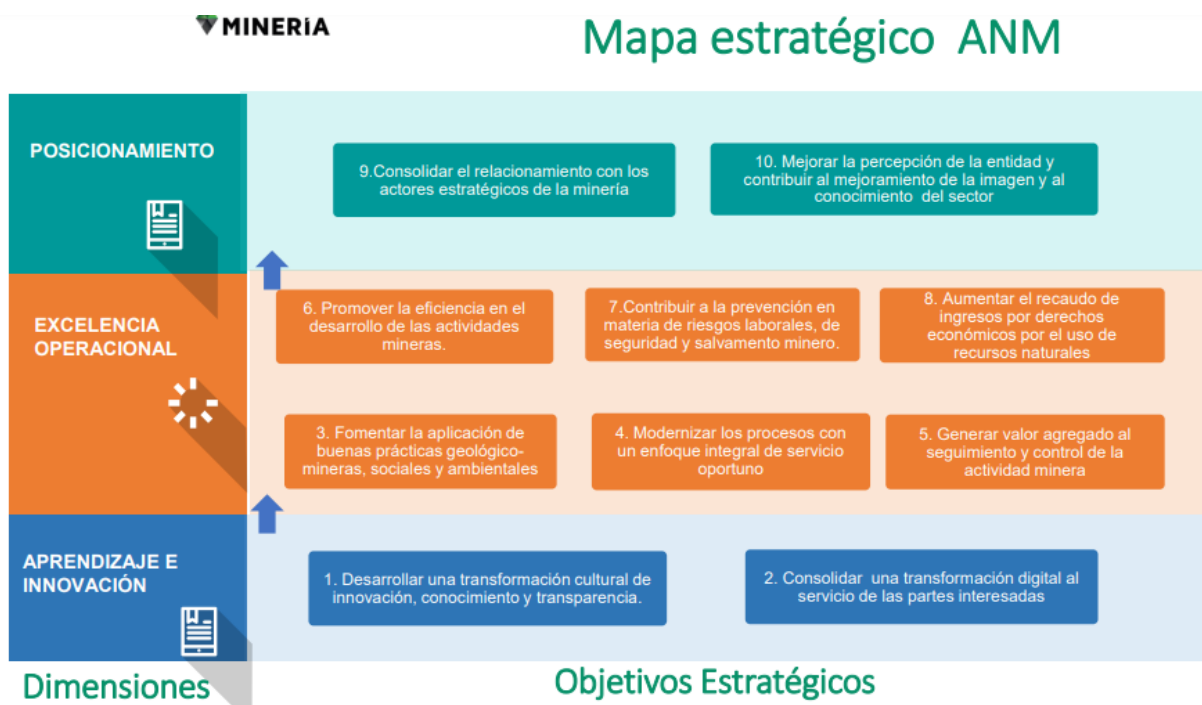 MINERÍA
Mapa estratégico ANM
POSICIONAMIENTO
9.Consolidar el relacionamiento con los
actores estratégicos de la minería
10. Mejorar la percepción de la entidad y
contribuir al mejoramiento de la imagen y al
conocimiento del sector
EXCELENCIA
OPERACIONAL
6. Promover la eficiencia en el
desarrollo de las actividades
mineras.
7.Contribuir a la prevención en
materia de riesgos laborales, de
seguridad y salvamento minero.
8. Aumentar el recaudo de
ingresos por derechos
económicos por el uso de
recursos naturales
3. Fomentar la aplicación de
buenas prácticas geológico-
mineras, sociales y ambientales
4. Modernizar los procesos con
un enfoque integral de servicio
oportuno
5. Generar valor agregado al
seguimiento y control de la
actividad minera
APRENDIZAJE E
INNOVACIÓN
1. Desarrollar una transformación cultural de
innovación, conocimiento y transparencia.
2. Consolidar una transformación digital al
servicio de las partes interesadas
Dimensiones
Objetivos Estratégicos